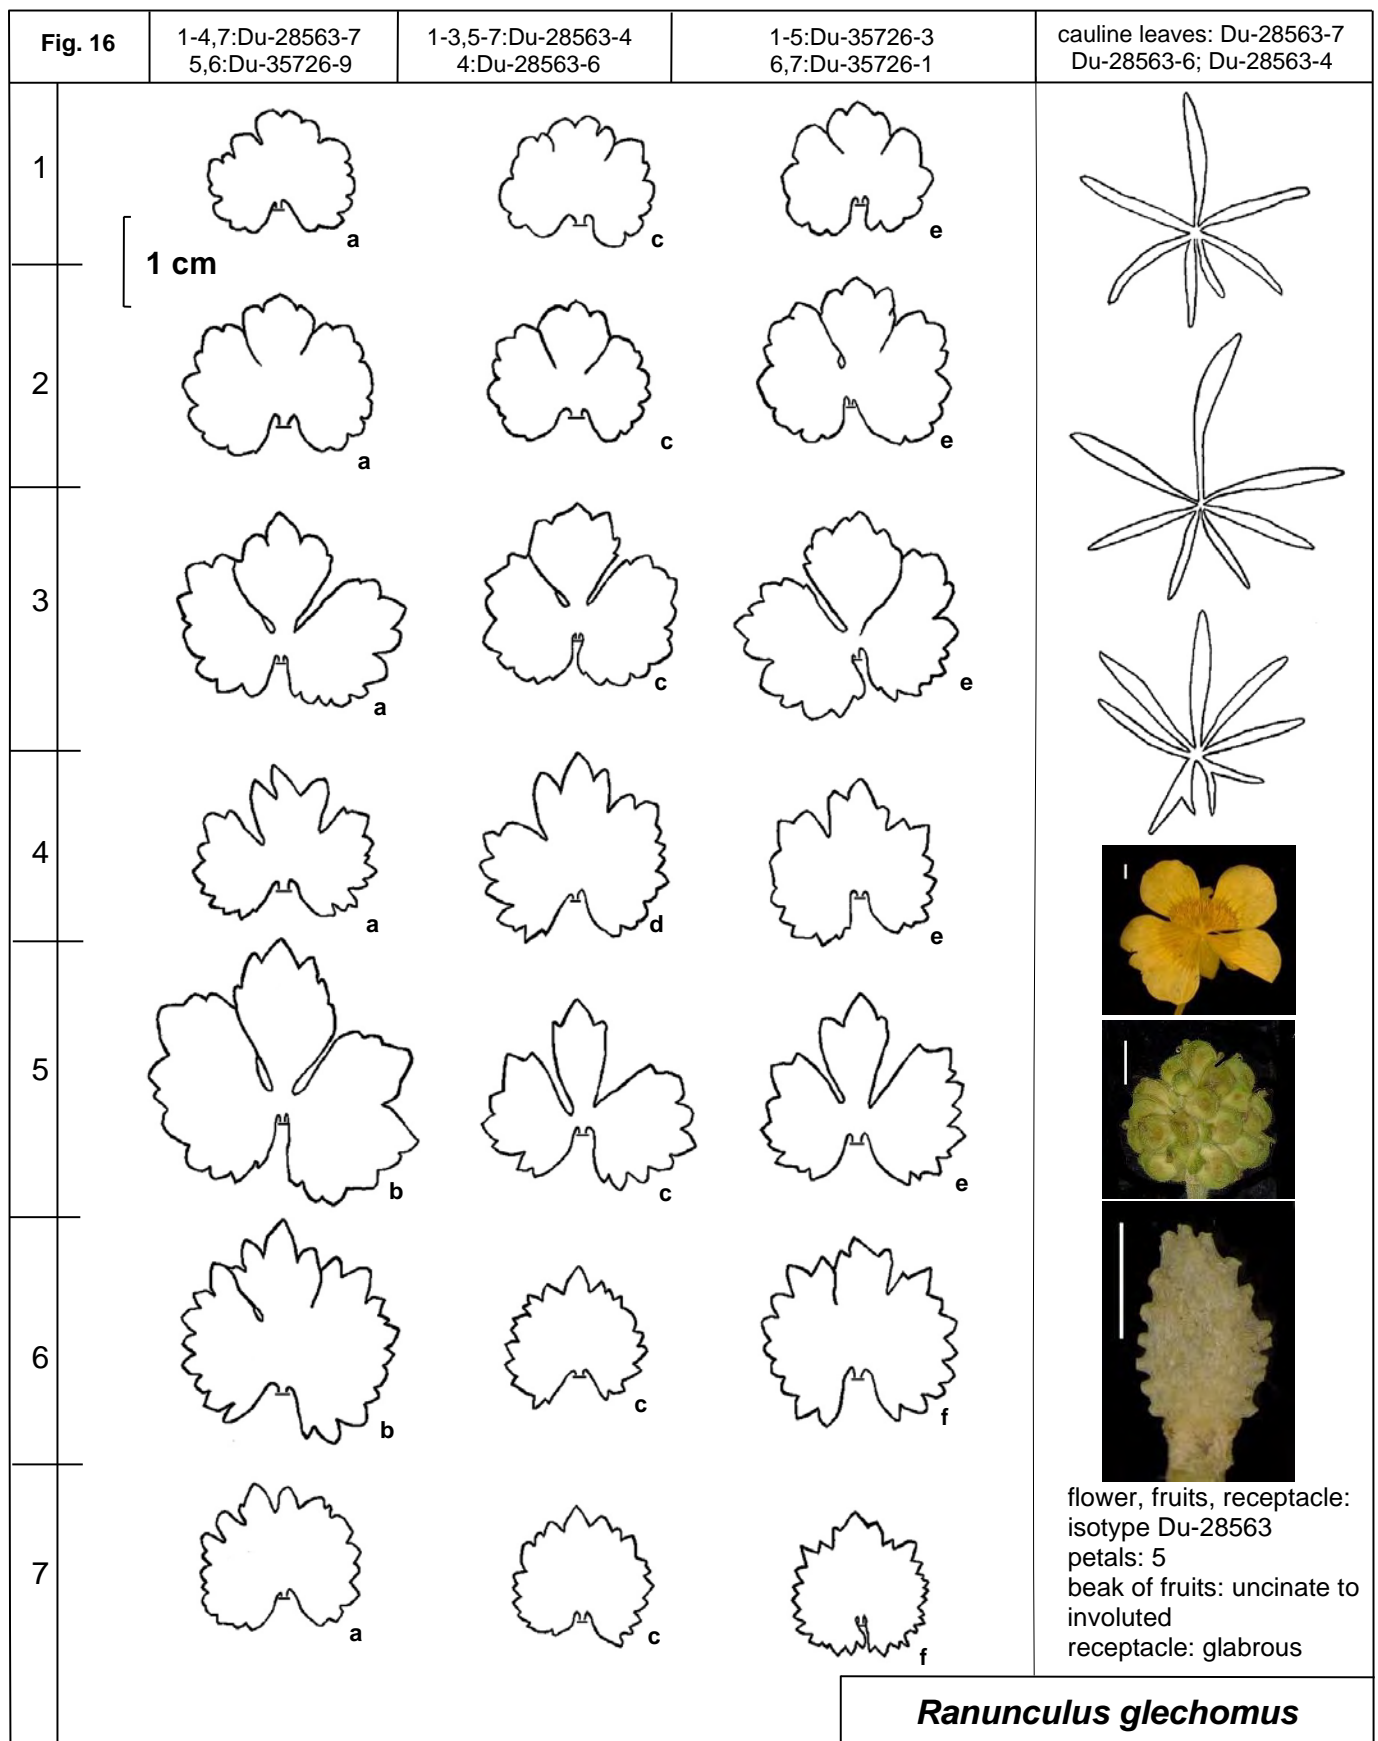 Fig. 16
1-4,7:Du-28563-7
5,6:Du-35726-9
1-3,5-7:Du-28563-4
4:Du-28563-6
1-5:Du-35726-3
6,7:Du-35726-1
cauline leaves: Du-28563-7
Du-28563-6; Du-28563-4
1
a
c
e
1 cm
2
a
c
e
3
a
c
e
4
a
d
e
5
b
c
e
6
b
c
f
7
a
c
f
flower, fruits, receptacle:
isotype Du-28563
petals: 5
beak of fruits: uncinate to
involuted
receptacle: glabrous
Ranunculus glechomus